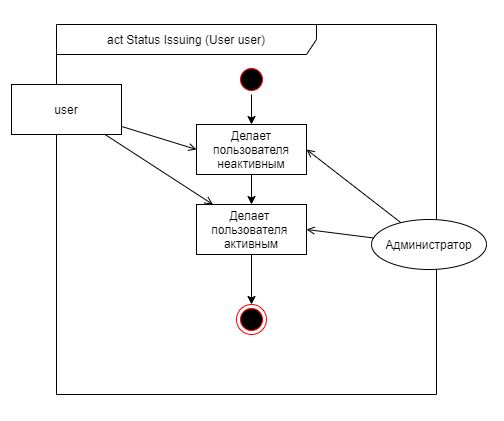 act Status Issuing (User user)
user
Делает
пользователя
неактивным
Делает
пользователя
активным
Администратор